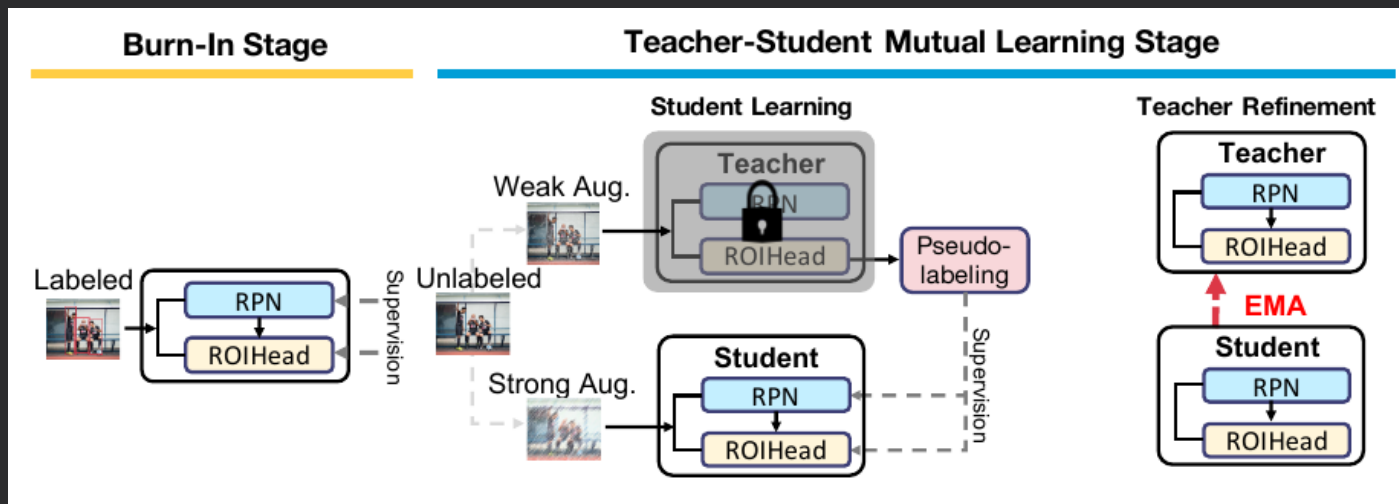 Burn-In Stage
Teacher-Student Mutual Learning Stage
Student Learning
Teacher Refinement
Labeled
RPN
ROIHead
Supervision
Unlabeled
Weak Aug.
Teacher
RPN
ROIHead
Pseudo-
labeling
Strong Aug.
Student
RPN
ROIHead
Supervision
Teacher
RPN
ROIHead
EMA
Student
RPN
ROIHead